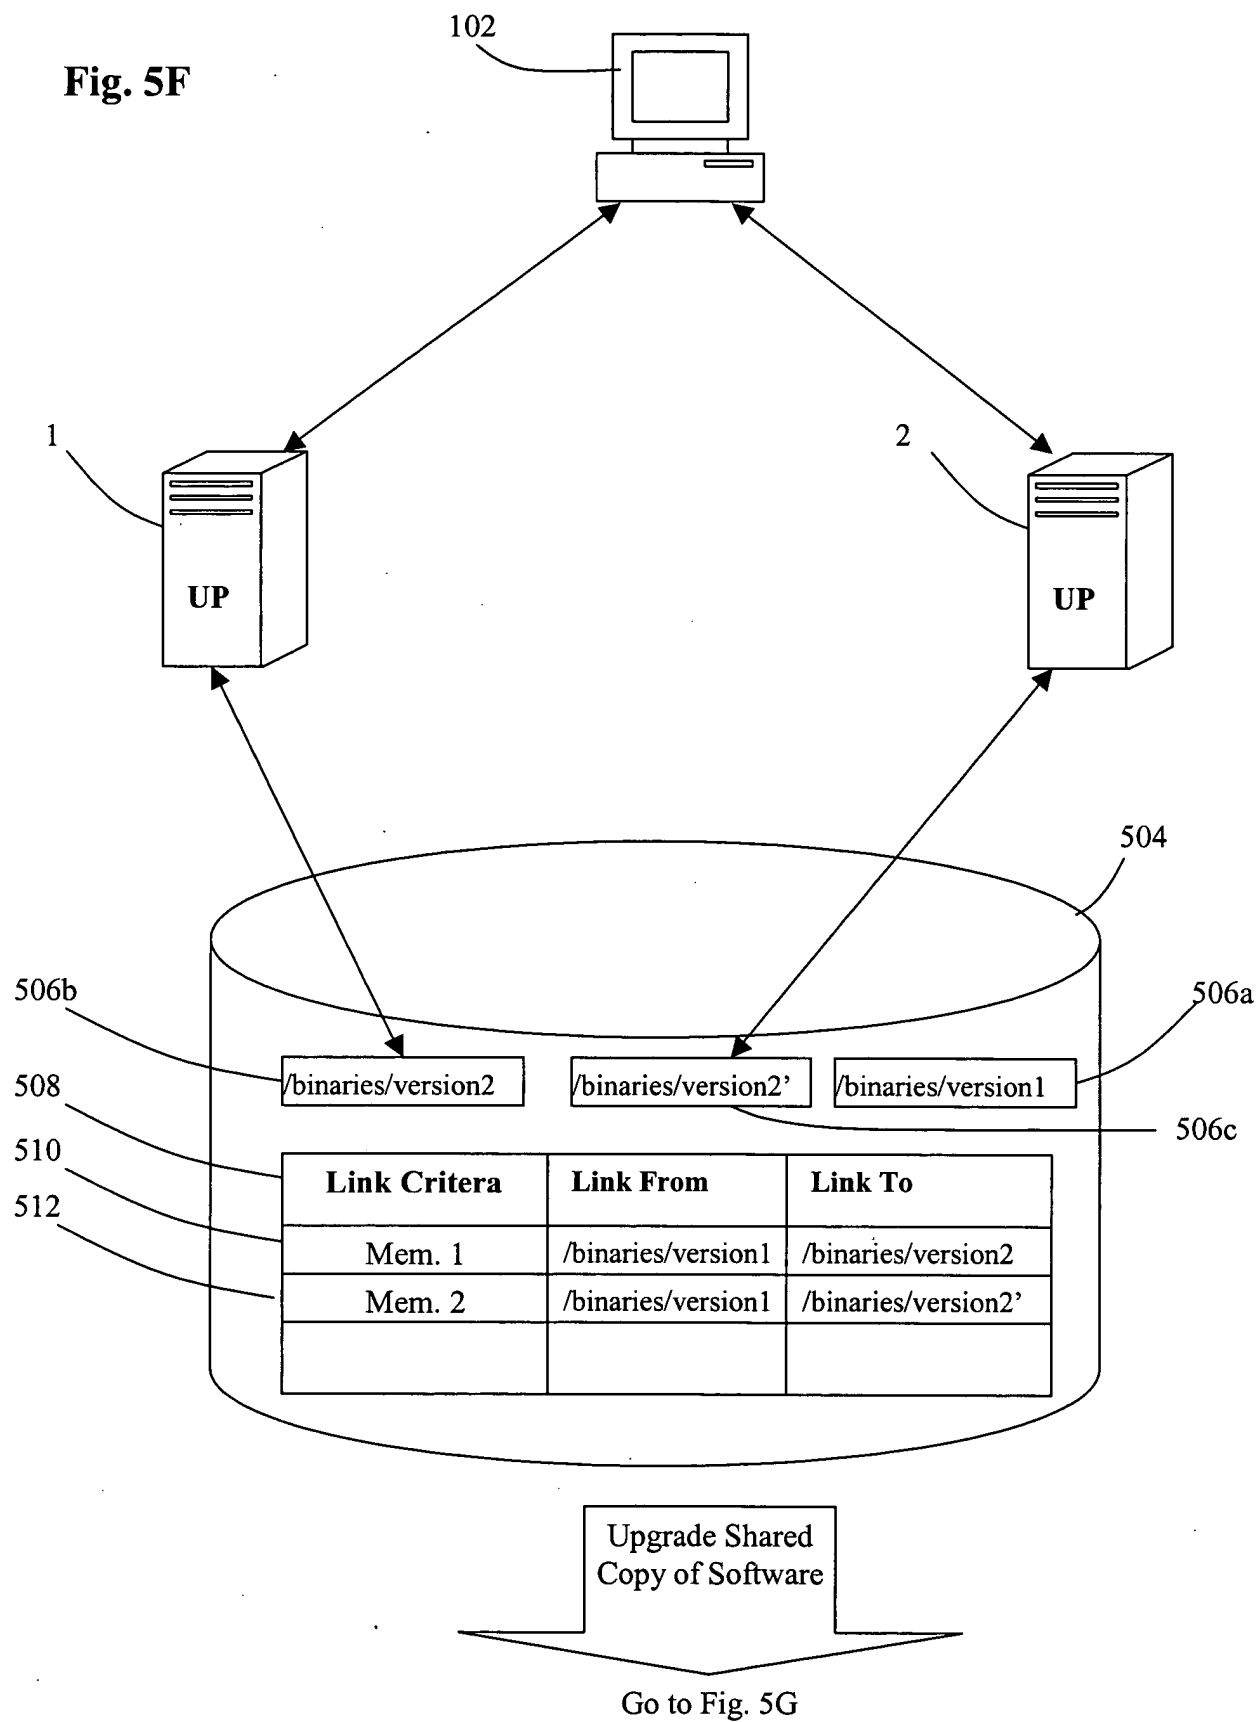 102
Fig. 5F
1
2
UP
UP
504
506b
506a
/binaries/version2
/binaries/version2’
/binaries/version1
508
506c
510
512
Link Critera
Link From
Link To
Mem. 1
/binaries/version1
/binaries/version2
Mem. 2
/binaries/version1
/binaries/version2’
Upgrade Shared
Copy of Software
Go to Fig. 5G